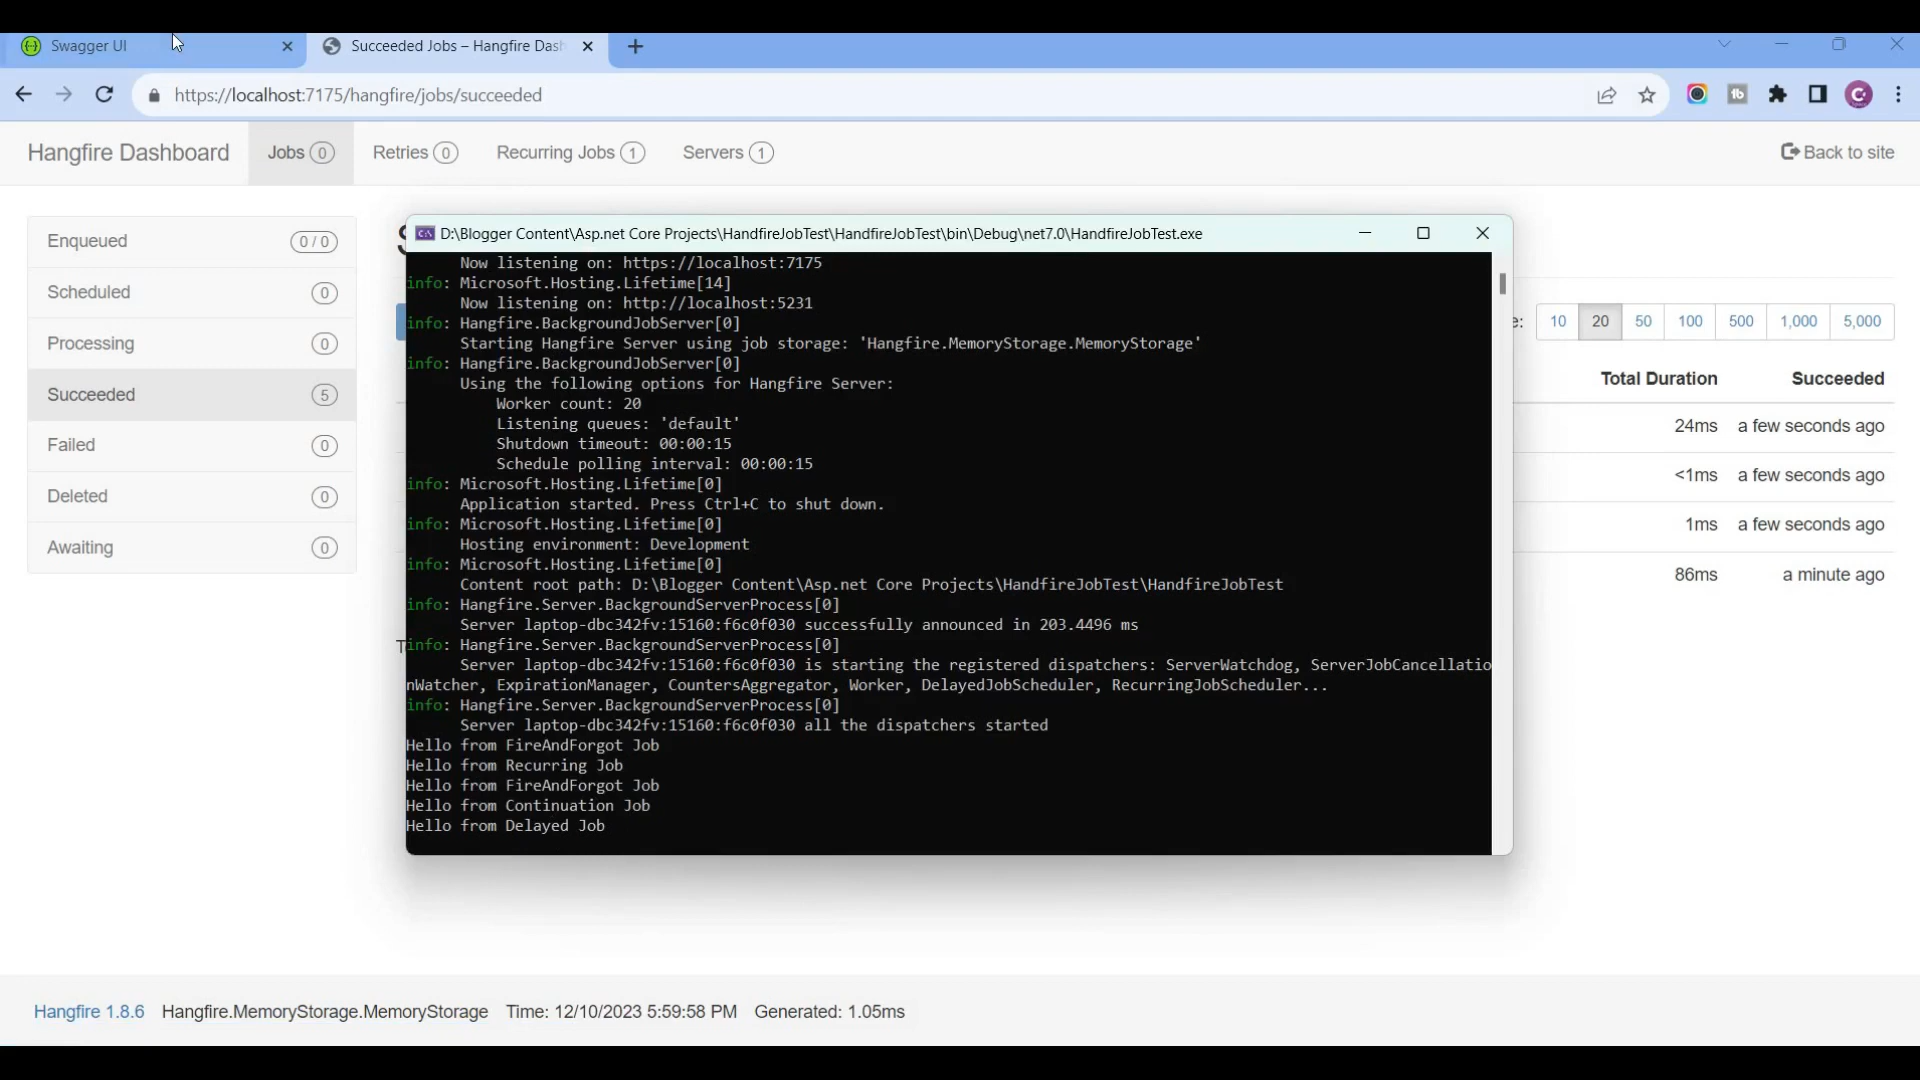 Swagger UI
Succeeded Jobs – Hangfire Das
https://localhost:7175/hangfire/jobs/succeeded
Hangfire Dashboard
Jobs 0
Retries 0
Recurring Jobs 1
Servers 1
Back to site
Enqueued 0 / 0
Scheduled 0
Processing 0
Succeeded 5
Failed 0
Deleted 0
Awaiting 0
D:\Blogger Content\Asp.net Core Projects\HandfireJobTest\HandfireJobTest\bin\Debug\net7.0\HandfireJobTest.exe
Now listening on: https://localhost:7175
info: Microsoft.Hosting.Lifetime[14]
Now listening on: http://localhost:5231
info: Hangfire.BackgroundJobServer[0]
Starting Hangfire Server using job storage: 'Hangfire.MemoryStorage.MemoryStorage'
info: Hangfire.BackgroundJobServer[0]
Using the following options for Hangfire Server:
Worker count: 20
Listening queues: 'default'
Shutdown timeout: 00:00:15
Schedule polling interval: 00:00:15
info: Microsoft.Hosting.Lifetime[0]
Application started. Press Ctrl+C to shut down.
info: Microsoft.Hosting.Lifetime[0]
Hosting environment: Development
info: Microsoft.Hosting.Lifetime[0]
Content root path: D:\Blogger Content\Asp.net Core Projects\HandfireJobTest\HandfireJobTest
info: Hangfire.Server.BackgroundServerProcess[0]
Server laptop-dbc342fv:15160:f6c0f030 successfully announced in 203.4496 ms
info: Hangfire.Server.BackgroundServerProcess[0]
Server laptop-dbc342fv:15160:f6c0f030 is starting the registered dispatchers: ServerWatchdog, ServerJobCancellatio
nWatcher, ExpirationManager, CountersAggregator, Worker, DelayedJobScheduler, RecurringJobScheduler...
info: Hangfire.Server.BackgroundServerProcess[0]
Server laptop-dbc342fv:15160:f6c0f030 all the dispatchers started
Hello from FireAndForgot Job
Hello from Recurring Job
Hello from FireAndForgot Job
Hello from Continuation Job
Hello from Delayed Job
e: 10 20 50 100 500 1,000 5,000
Total Duration Succeeded
24ms a few seconds ago
<1ms a few seconds ago
1ms a few seconds ago
86ms a minute ago
Hangfire 1.8.6 Hangfire.MemoryStorage.MemoryStorage Time: 12/10/2023 5:59:58 PM Generated: 1.05ms